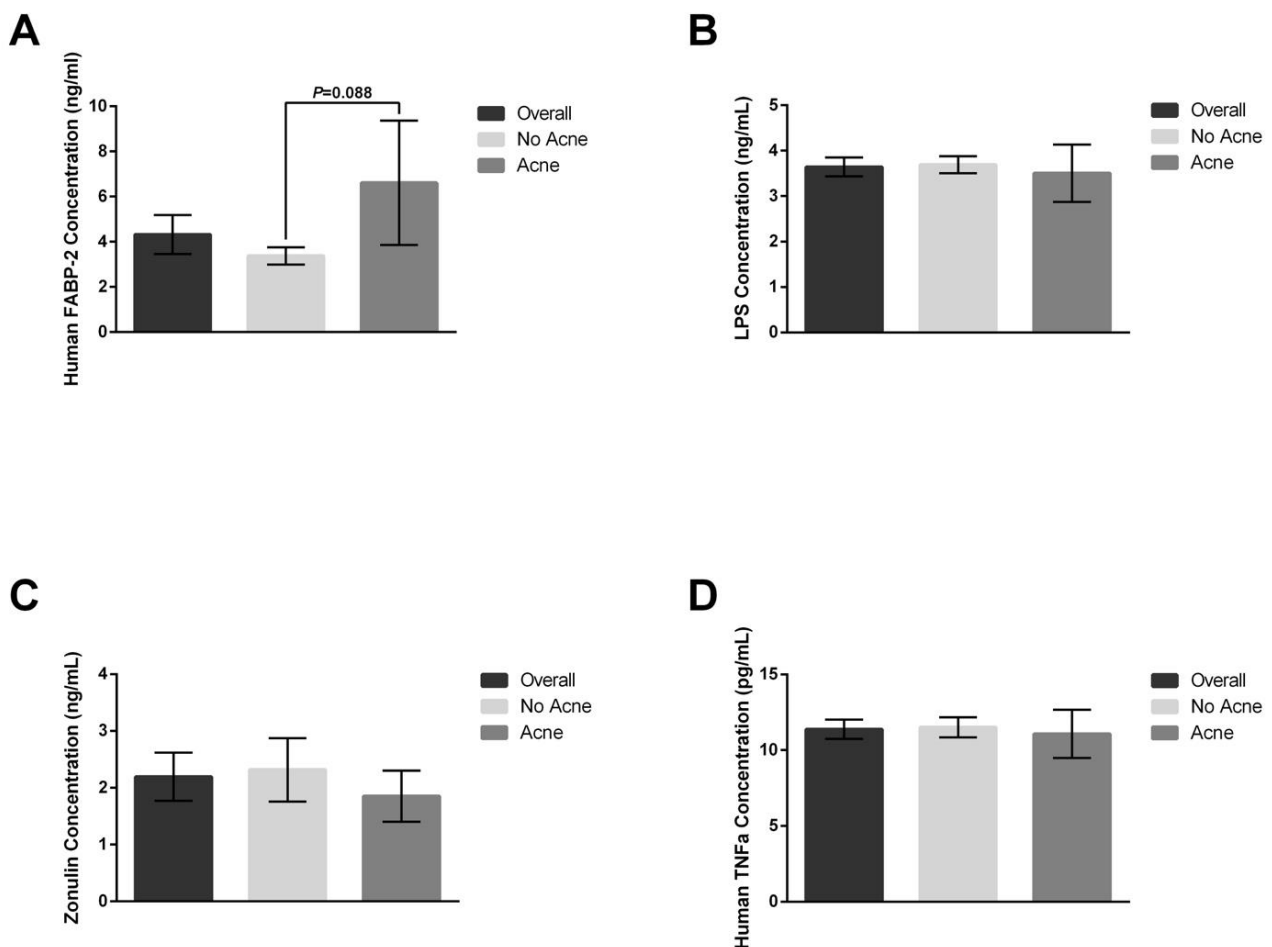 A
Human FABP-2 Concentration (ng/ml)
10
8
6
4
2
0
P=0.088
Overall
No Acne
Acne
B
LPS Concentration (ng/mL)
5
4
3
2
1
0
Overall
No Acne
Acne
C
Zonulin Concentration (ng/mL)
4
3
2
1
0
Overall
No Acne
Acne
D
Human TNFa Concentration (pg/mL)
15
10
5
0
Overall
No Acne
Acne